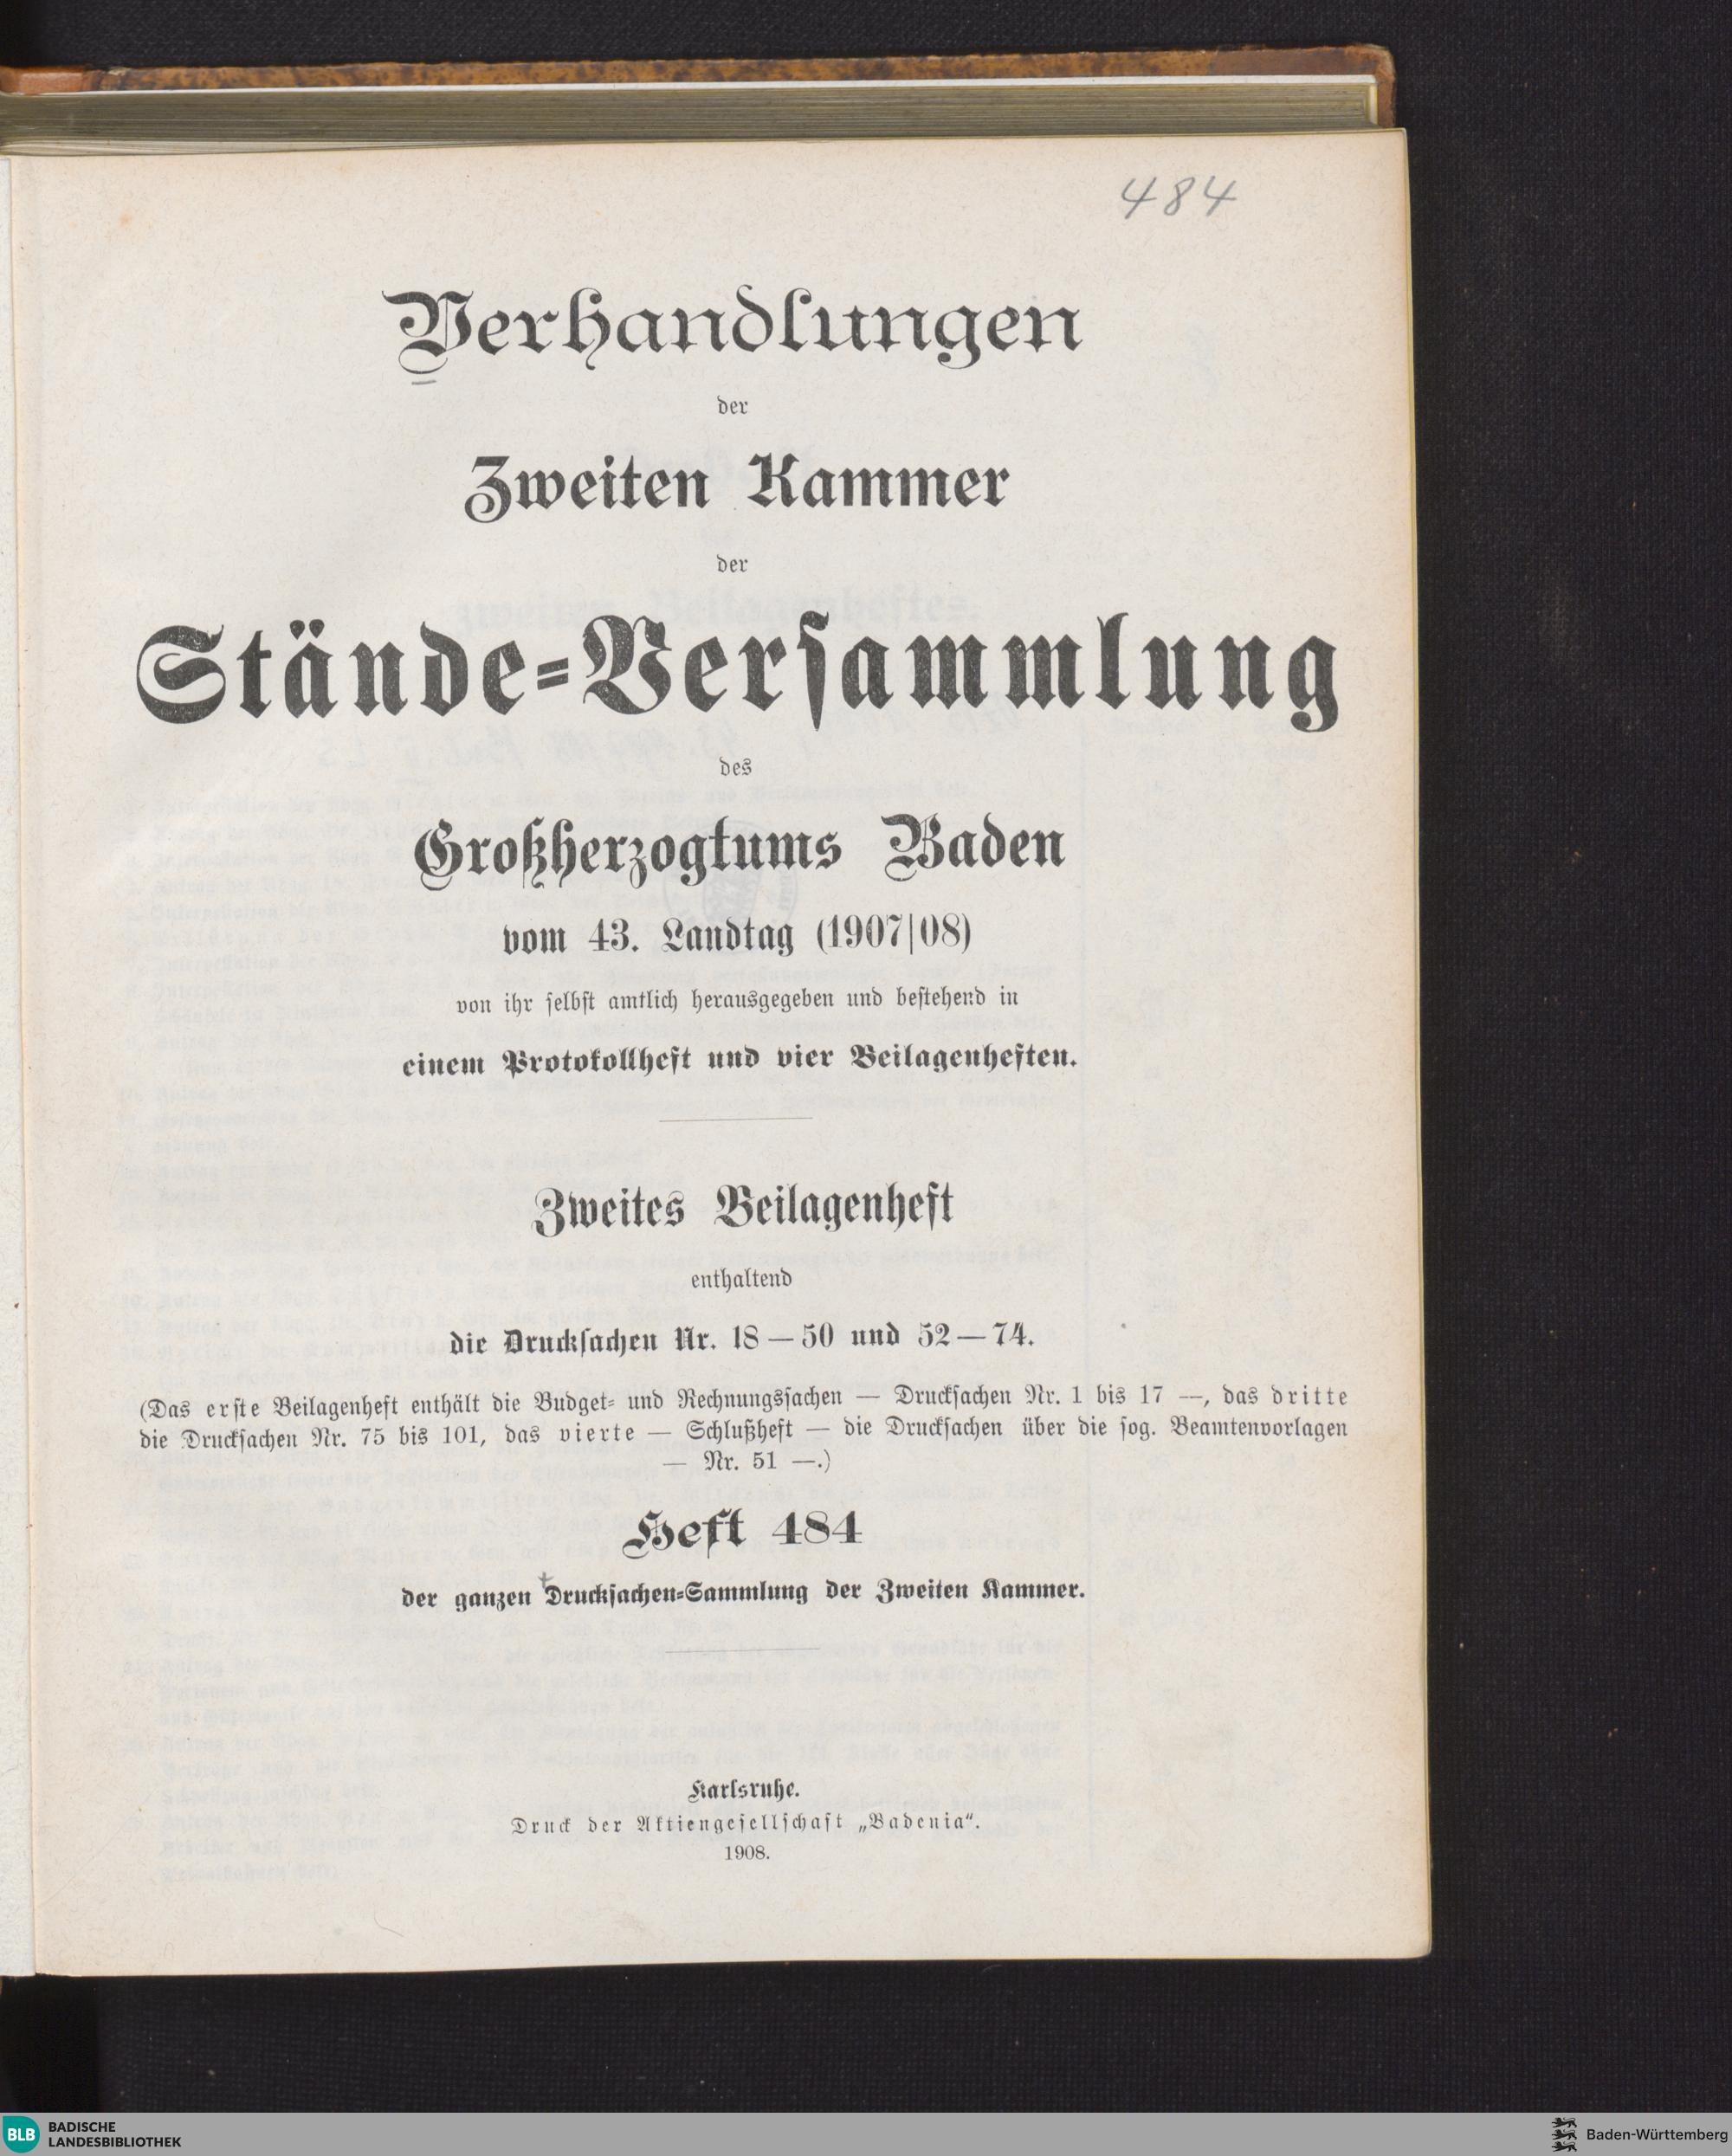 484
Verhandlungen
der
Zweiten Kammer
der
Stände-Versammlung
des
Großherzogtums Baden
vom 43. Landtag (1907/08)
von ihr selbst amtlich herausgegeben und bestehend in
einem Protokollheft und vier Beilagenheften.
Zweites Beilagenheft
enthaltend
die Drucksachen Nr. 18 — 50 und 52 — 74.
(Das erste Beilagenheft enthält die Budget- und Rechnungssachen — Drucksachen Nr. 1 bis 17 —, das dritte
die Drucksachen Nr. 75 bis 101, das vierte — Schlußheft — die Drucksachen über die sog. Beamtenvorlagen
— Nr. 51 —.)
Heft 484
der ganzen Drucksachen-Sammlung der Zweiten Kammer.
Karlsruhe.
Druck der Aktiengesellschaft „Badenia“.
1908.
BLB BADISCHE
LANDESBIBLIOTHEK
Baden-Württemberg